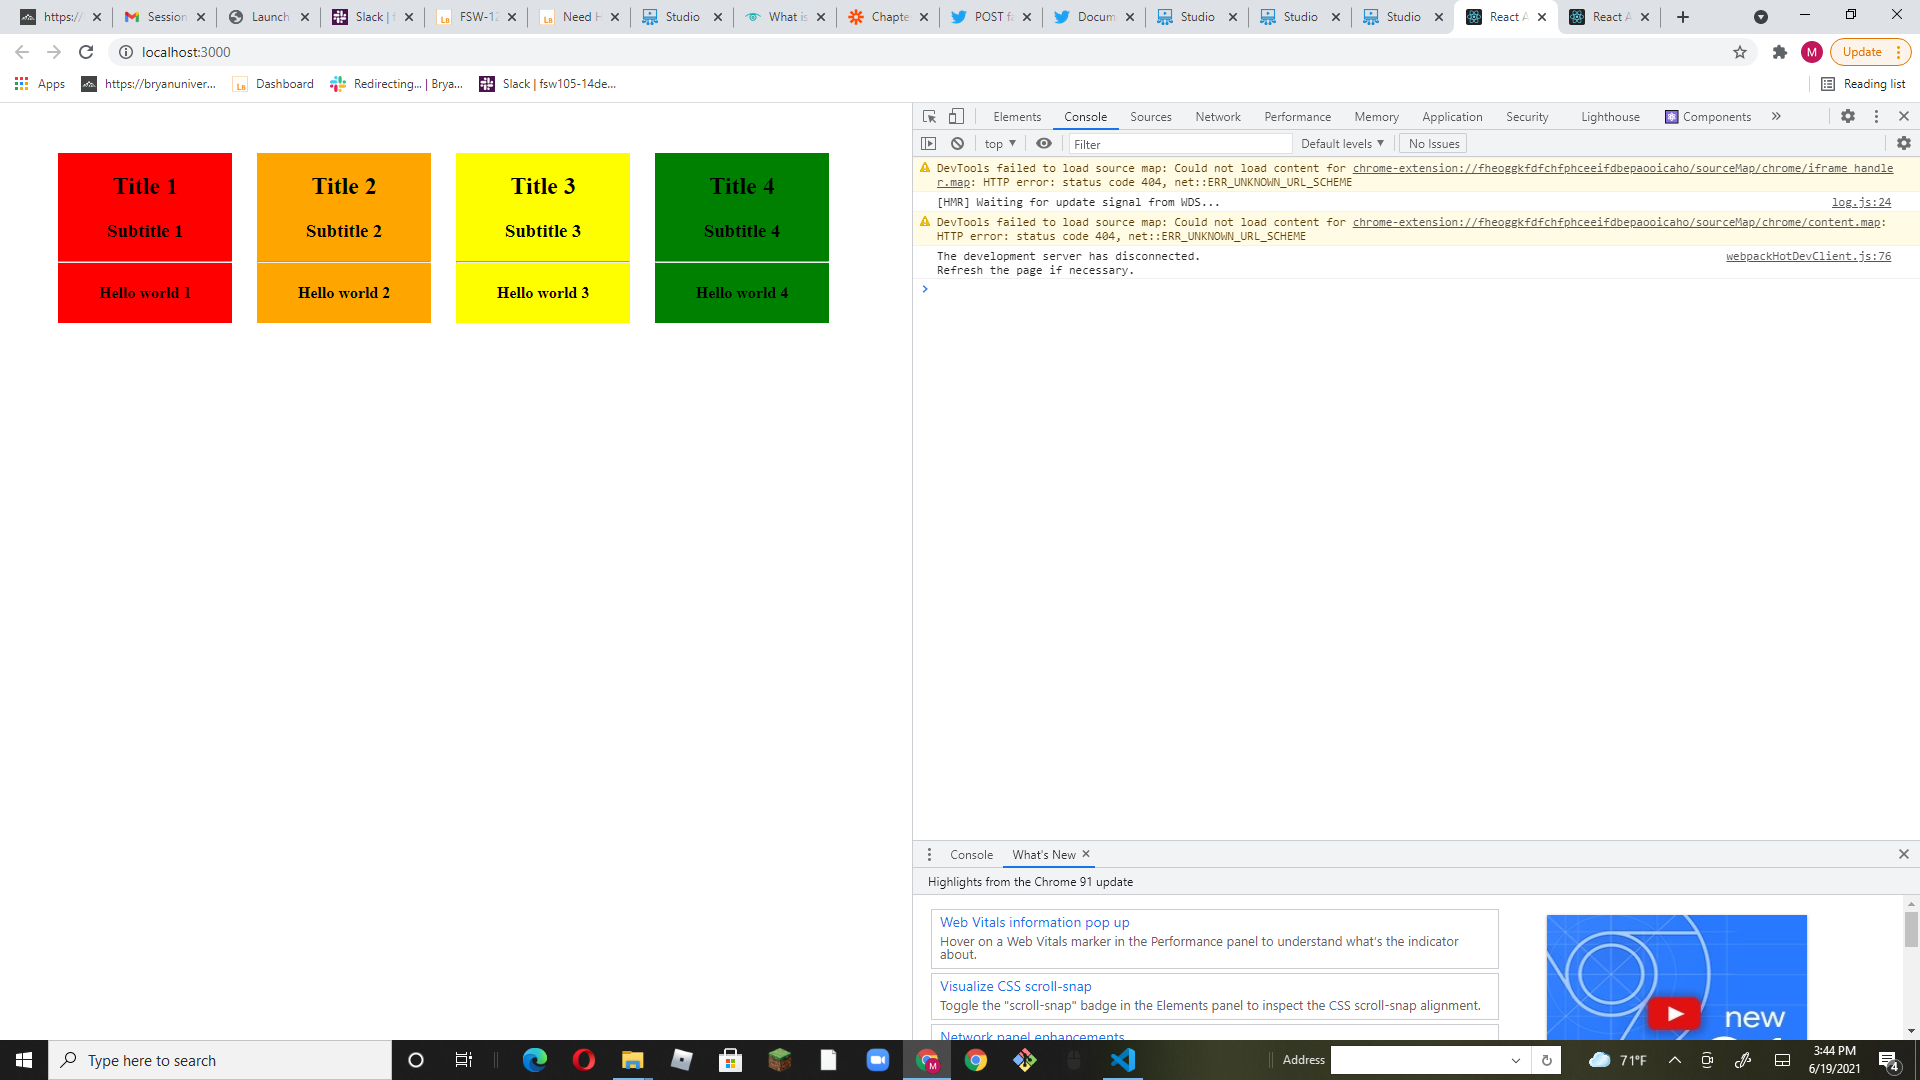 https:// Session Launch Slack | f FSW-12 Need H Studio What is Chapte POST fa Docum Studio Studio Studio React A React A
localhost:3000 M Update
Apps https://bryanuniver... Dashboard Redirecting... | Brya... Slack | fsw105-14de... Reading list
Elements Console Sources Network Performance Memory Application Security Lighthouse Components »
top Filter Default levels No Issues
DevTools failed to load source map: Could not load content for chrome-extension://fheoggkfdfchfphceeifdbepaooicaho/sourceMap/chrome/iframe_handle
r.map: HTTP error: status code 404, net::ERR_UNKNOWN_URL_SCHEME
[HMR] Waiting for update signal from WDS... log.js:24
DevTools failed to load source map: Could not load content for chrome-extension://fheoggkfdfchfphceeifdbepaooicaho/sourceMap/chrome/content.map:
HTTP error: status code 404, net::ERR_UNKNOWN_URL_SCHEME
The development server has disconnected. webpackHotDevClient.js:76
Refresh the page if necessary.
Title 1 Title 2 Title 3 Title 4
Subtitle 1 Subtitle 2 Subtitle 3 Subtitle 4
Hello world 1 Hello world 2 Hello world 3 Hello world 4
Console What's New
Highlights from the Chrome 91 update
Web Vitals information pop up
Hover on a Web Vitals marker in the Performance panel to understand what's the indicator
about.
Visualize CSS scroll-snap
Toggle the "scroll-snap" badge in the Elements panel to inspect the CSS scroll-snap alignment.
Network panel enhancements
new
Type here to search Address 71°F 3:44 PM
6/19/2021 4